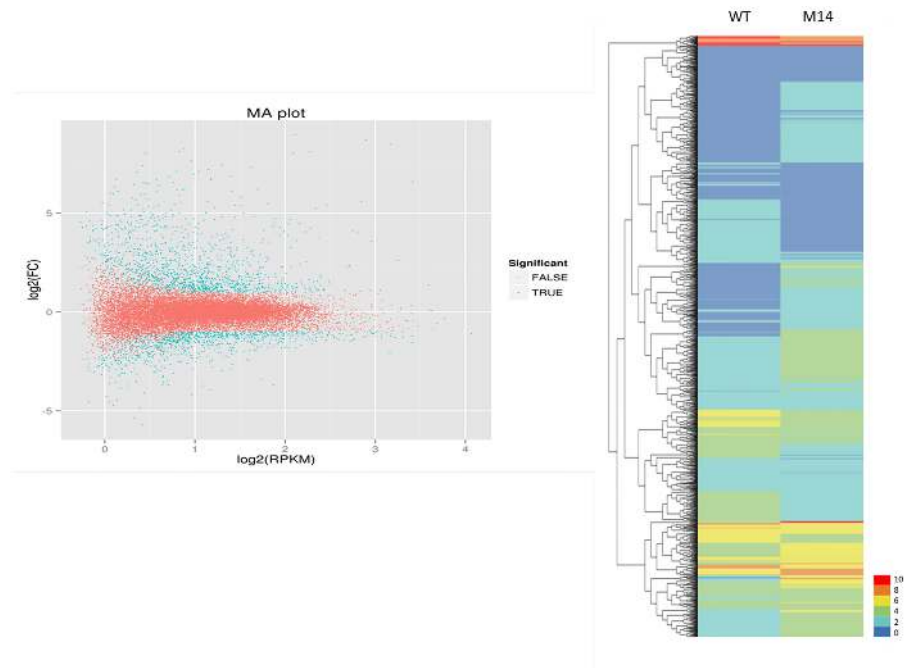 WT M14
MA plot
5
0
-5
log2(FC)
0 1 2 3 4
log2(RPKM)
Significant
FALSE
TRUE
10
8
6
4
2
0